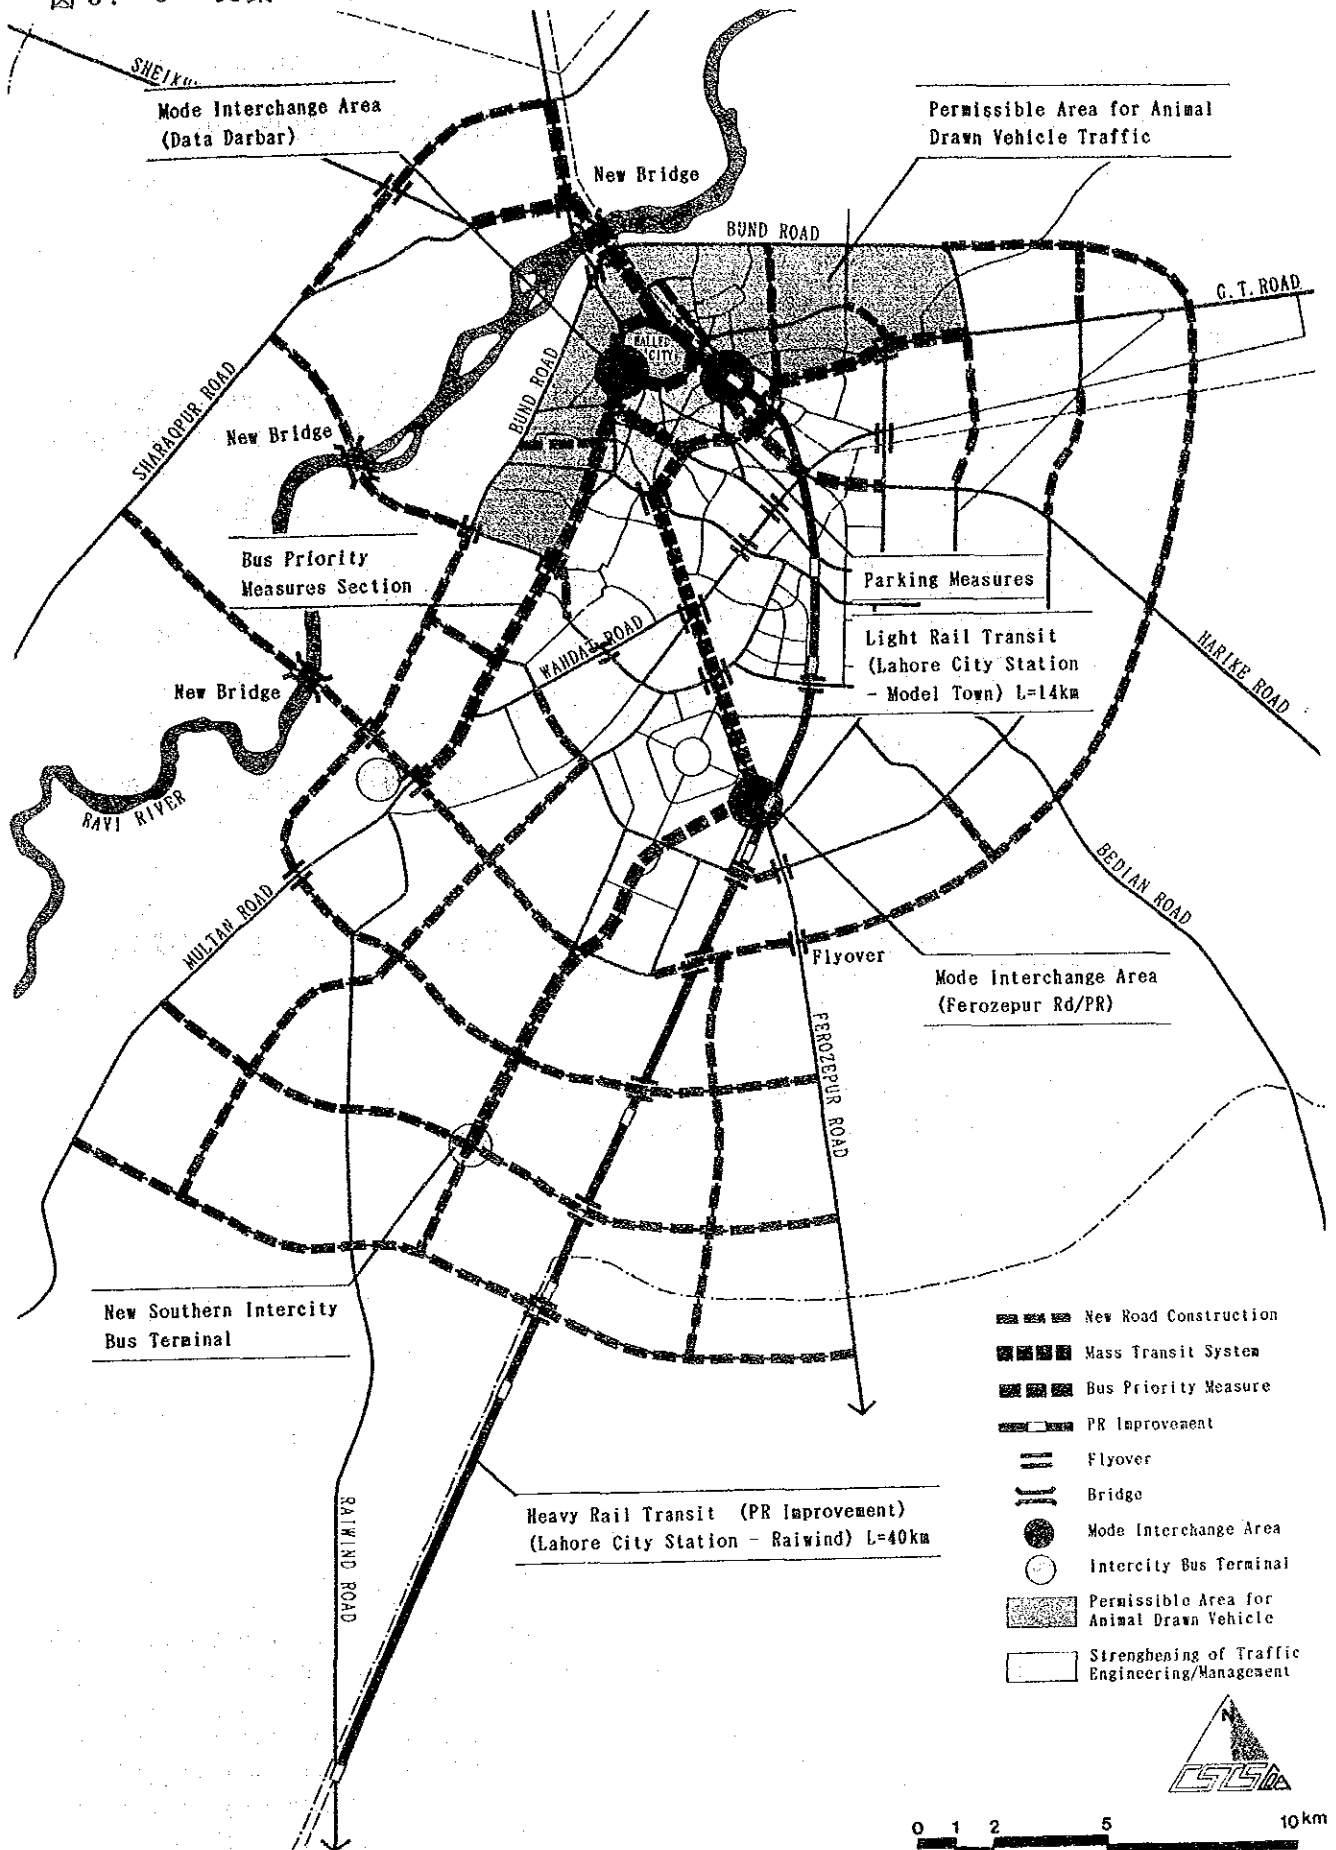 SHEIKU
Mode Interchange Area
(Data Darbar)
Permissible Area for Animal
Drawn Vehicle Traffic
New Bridge
BUND ROAD
G.T.ROAD
WALLED
CITY
BUND ROAD
SHARAQPUR ROAD
New Bridge
Bus Priority
Measures Section
Parking Measures
Light Rail Transit
(Lahore City Station
- Model Town) L=14km
WAHDAT ROAD
HARIKE ROAD
New Bridge
RAVI RIVER
BEDIAN ROAD
MULTAN ROAD
Flyover
Mode Interchange Area
(Ferozepur Rd/PR)
FEROZEPUR ROAD
New Southern Intercity
Bus Terminal
New Road Construction
Mass Transit System
Bus Priority Measure
PR Improvement
Flyover
Bridge
Mode Interchange Area
Intercity Bus Terminal
Permissible Area for
Animal Drawn Vehicle
Strenghening of Traffic
Engineering/Management
Heavy Rail Transit (PR Improvement)
(Lahore City Station - Raiwind) L=40km
RAIWIND ROAD
N
0 1 2 5 10km